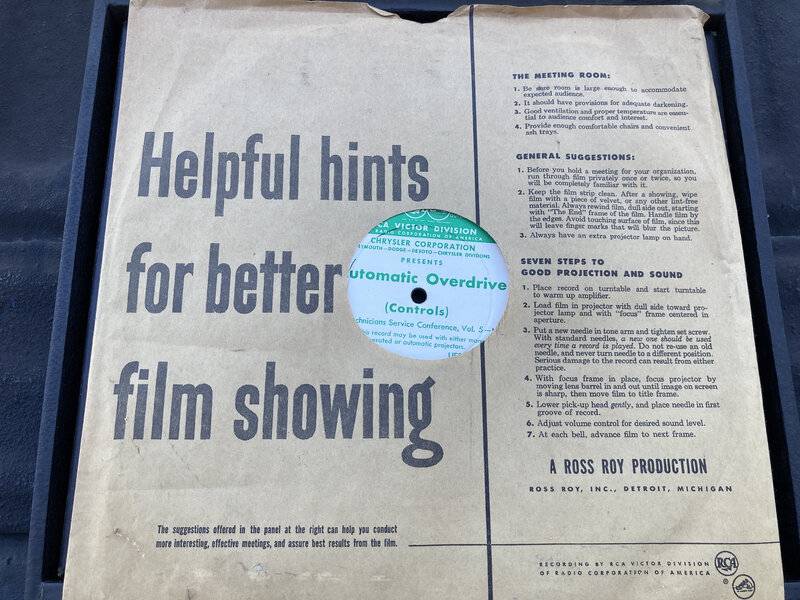 Helpful hints
for better
film showing
The suggestions offered in the panel at the right can help you conduct
more interesting, effective meetings, and assure best results from the film.
RCA VICTOR DIVISION
RADIO CORPORATION OF AMERICA
CHRYSLER CORPORATION
YMOUTH—DODGE—DESOTO—CHRYSLER DIVISIONS
PRESENTS
utomatic Overdrive
(Controls)
chnicians Service Conference, Vol. 5—
is record may be used with either man
erated or automatic projectors.
THE MEETING ROOM:
1. Be sure room is large enough to accommodate
expected audience.
2. It should have provisions for adequate darkening.
3. Good ventilation and proper temperature are essen-
tial to audience comfort and interest.
4. Provide enough comfortable chairs and convenient
ash trays.
GENERAL SUGGESTIONS:
1. Before you hold a meeting for your organization,
run through film privately once or twice, so you
will be completely familiar with it.
2. Keep the film strip clean. After a showing, wipe
film with a piece of velvet, or any other lint-free
material. Always rewind film, dull side out, starting
with "The End" frame of the film. Handle film by
the edges. Avoid touching surface of film, since this
will leave finger marks that will blur the picture.
3. Always have an extra projector lamp on hand.
SEVEN STEPS TO
GOOD PROJECTION AND SOUND
1. Place record on turntable and start turntable
to warm up amplifier.
2. Load film in projector with dull side toward pro-
jector lamp and with "focus" frame centered in
aperture.
3. Put a new needle in tone arm and tighten set screw.
With standard needles, a new one should be used
every time a record is played. Do not re-use an old
needle, and never turn needle to a different position.
Serious damage to the record can result from either
practice.
4. With focus frame in place, focus projector by
moving lens barrel in and out until image on screen
is sharp, then move film to title frame.
5. Lower pick-up head gently, and place needle in first
groove of record.
6. Adjust volume control for desired sound level.
7. At each bell, advance film to next frame.
A ROSS ROY PRODUCTION
ROSS ROY, INC., DETROIT, MICHIGAN
RECORDING BY RCA VICTOR DIVISION
OF RADIO CORPORATION OF AMERICA
RCA